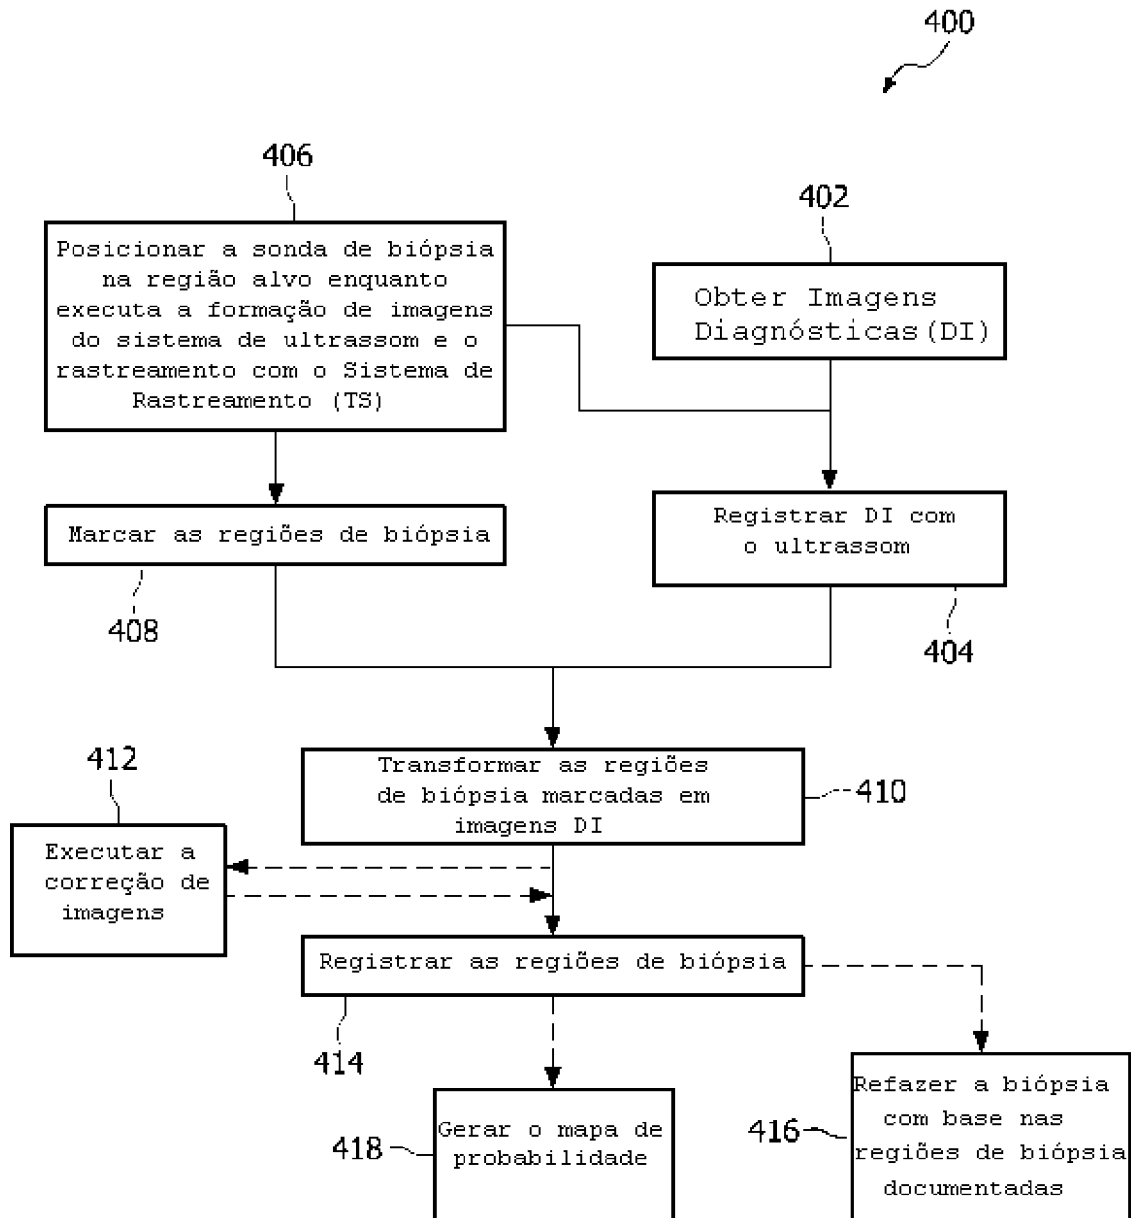 400
406
Posicionar a sonda de biópsia
na região alvo enquanto
executa a formação de imagens
do sistema de ultrassom e o
rastreamento com o Sistema de
Rastreamento (TS)
402
Obter Imagens
Diagnósticas(DI)
Marcar as regiões de biópsia
408
Registrar DI com
o ultrassom
404
Transformar as regiões
de biópsia marcadas em
imagens DI
410
412
Executar a
correção de
imagens
Registrar as regiões de biópsia
414
Gerar o mapa de
probabilidade
418
Refazer a biópsia
com base nas
regiões de biópsia
documentadas
416